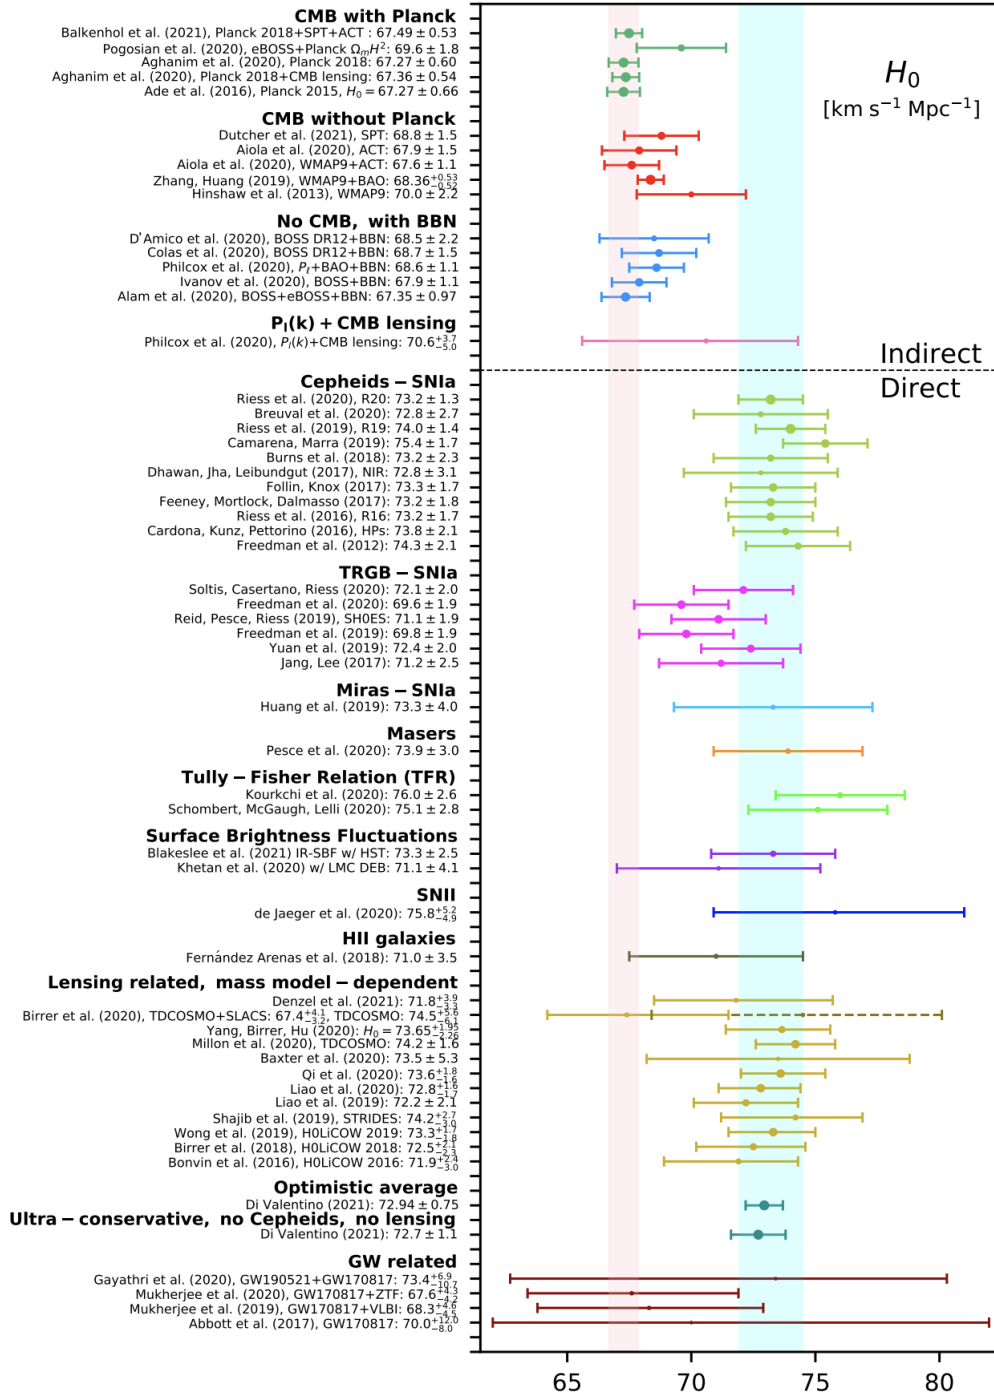 CMB with Planck
Balkenhol et al. (2021), Planck 2018+SPT+ACT : 67.49 ± 0.53
Pogosian et al. (2020), eBOSS+Planck Ω_mH²: 69.6 ± 1.8
Aghanim et al. (2020), Planck 2018: 67.27 ± 0.60
Aghanim et al. (2020), Planck 2018+CMB lensing: 67.36 ± 0.54
Ade et al. (2016), Planck 2015, H₀ = 67.27 ± 0.66
H₀
[km s⁻¹ Mpc⁻¹]
CMB without Planck
Dutcher et al. (2021), SPT: 68.8 ± 1.5
Aiola et al. (2020), ACT: 67.9 ± 1.5
Aiola et al. (2020), WMAP9+ACT: 67.6 ± 1.1
Zhang, Huang (2019), WMAP9+BAO: 68.36 +0.53 −0.52
Hinshaw et al. (2013), WMAP9: 70.0 ± 2.2
No CMB, with BBN
D'Amico et al. (2020), BOSS DR12+BBN: 68.5 ± 2.2
Colas et al. (2020), BOSS DR12+BBN: 68.7 ± 1.5
Philcox et al. (2020), P_ℓ+BAO+BBN: 68.6 ± 1.1
Ivanov et al. (2020), BOSS+BBN: 67.9 ± 1.1
Alam et al. (2020), BOSS+eBOSS+BBN: 67.35 ± 0.97
P_l(k) + CMB lensing
Philcox et al. (2020), P_l(k)+CMB lensing: 70.6 +3.7 −5.0
Indirect
Direct
Cepheids − SNIa
Riess et al. (2020), R20: 73.2 ± 1.3
Breuval et al. (2020): 72.8 ± 2.7
Riess et al. (2019), R19: 74.0 ± 1.4
Camarena, Marra (2019): 75.4 ± 1.7
Burns et al. (2018): 73.2 ± 2.3
Dhawan, Jha, Leibundgut (2017), NIR: 72.8 ± 3.1
Follin, Knox (2017): 73.3 ± 1.7
Feeney, Mortlock, Dalmasso (2017): 73.2 ± 1.8
Riess et al. (2016), R16: 73.2 ± 1.7
Cardona, Kunz, Pettorino (2016), HPs: 73.8 ± 2.1
Freedman et al. (2012): 74.3 ± 2.1
TRGB − SNIa
Soltis, Casertano, Riess (2020): 72.1 ± 2.0
Freedman et al. (2020): 69.6 ± 1.9
Reid, Pesce, Riess (2019), SH0ES: 71.1 ± 1.9
Freedman et al. (2019): 69.8 ± 1.9
Yuan et al. (2019): 72.4 ± 2.0
Jang, Lee (2017): 71.2 ± 2.5
Miras − SNIa
Huang et al. (2019): 73.3 ± 4.0
Masers
Pesce et al. (2020): 73.9 ± 3.0
Tully − Fisher Relation (TFR)
Kourkchi et al. (2020): 76.0 ± 2.6
Schombert, McGaugh, Lelli (2020): 75.1 ± 2.8
Surface Brightness Fluctuations
Blakeslee et al. (2021) IR-SBF w/ HST: 73.3 ± 2.5
Khetan et al. (2020) w/ LMC DEB: 71.1 ± 4.1
SNII
de Jaeger et al. (2020): 75.8 +5.2 −4.9
HII galaxies
Fernández Arenas et al. (2018): 71.0 ± 3.5
Lensing related, mass model − dependent
Denzel et al. (2021): 71.8 +3.9 −3.3
Birrer et al. (2020), TDCOSMO+SLACS: 67.4 +4.1 −3.2, TDCOSMO: 74.5 +5.6 −6.1
Yang, Birrer, Hu (2020): H₀ = 73.65 +1.95 −2.26
Millon et al. (2020), TDCOSMO: 74.2 ± 1.6
Baxter et al. (2020): 73.5 ± 5.3
Qi et al. (2020): 73.6 +1.8 −1.6
Liao et al. (2020): 72.8 +1.6 −1.7
Liao et al. (2019): 72.2 ± 2.1
Shajib et al. (2019), STRIDES: 74.2 +2.7 −3.0
Wong et al. (2019), H0LiCOW 2019: 73.3 +1.7 −1.8
Birrer et al. (2018), H0LiCOW 2018: 72.5 +2.1 −2.3
Bonvin et al. (2016), H0LiCOW 2016: 71.9 +2.4 −3.0
Optimistic average
Di Valentino (2021): 72.94 ± 0.75
Ultra − conservative, no Cepheids, no lensing
Di Valentino (2021): 72.7 ± 1.1
GW related
Gayathri et al. (2020), GW190521+GW170817: 73.4 +6.9 −10.7
Mukherjee et al. (2020), GW170817+ZTF: 67.6 +4.3 −4.2
Mukherjee et al. (2019), GW170817+VLBI: 68.3 +4.6 −4.5
Abbott et al. (2017), GW170817: 70.0 +12.0 −8.0
65 70 75 80